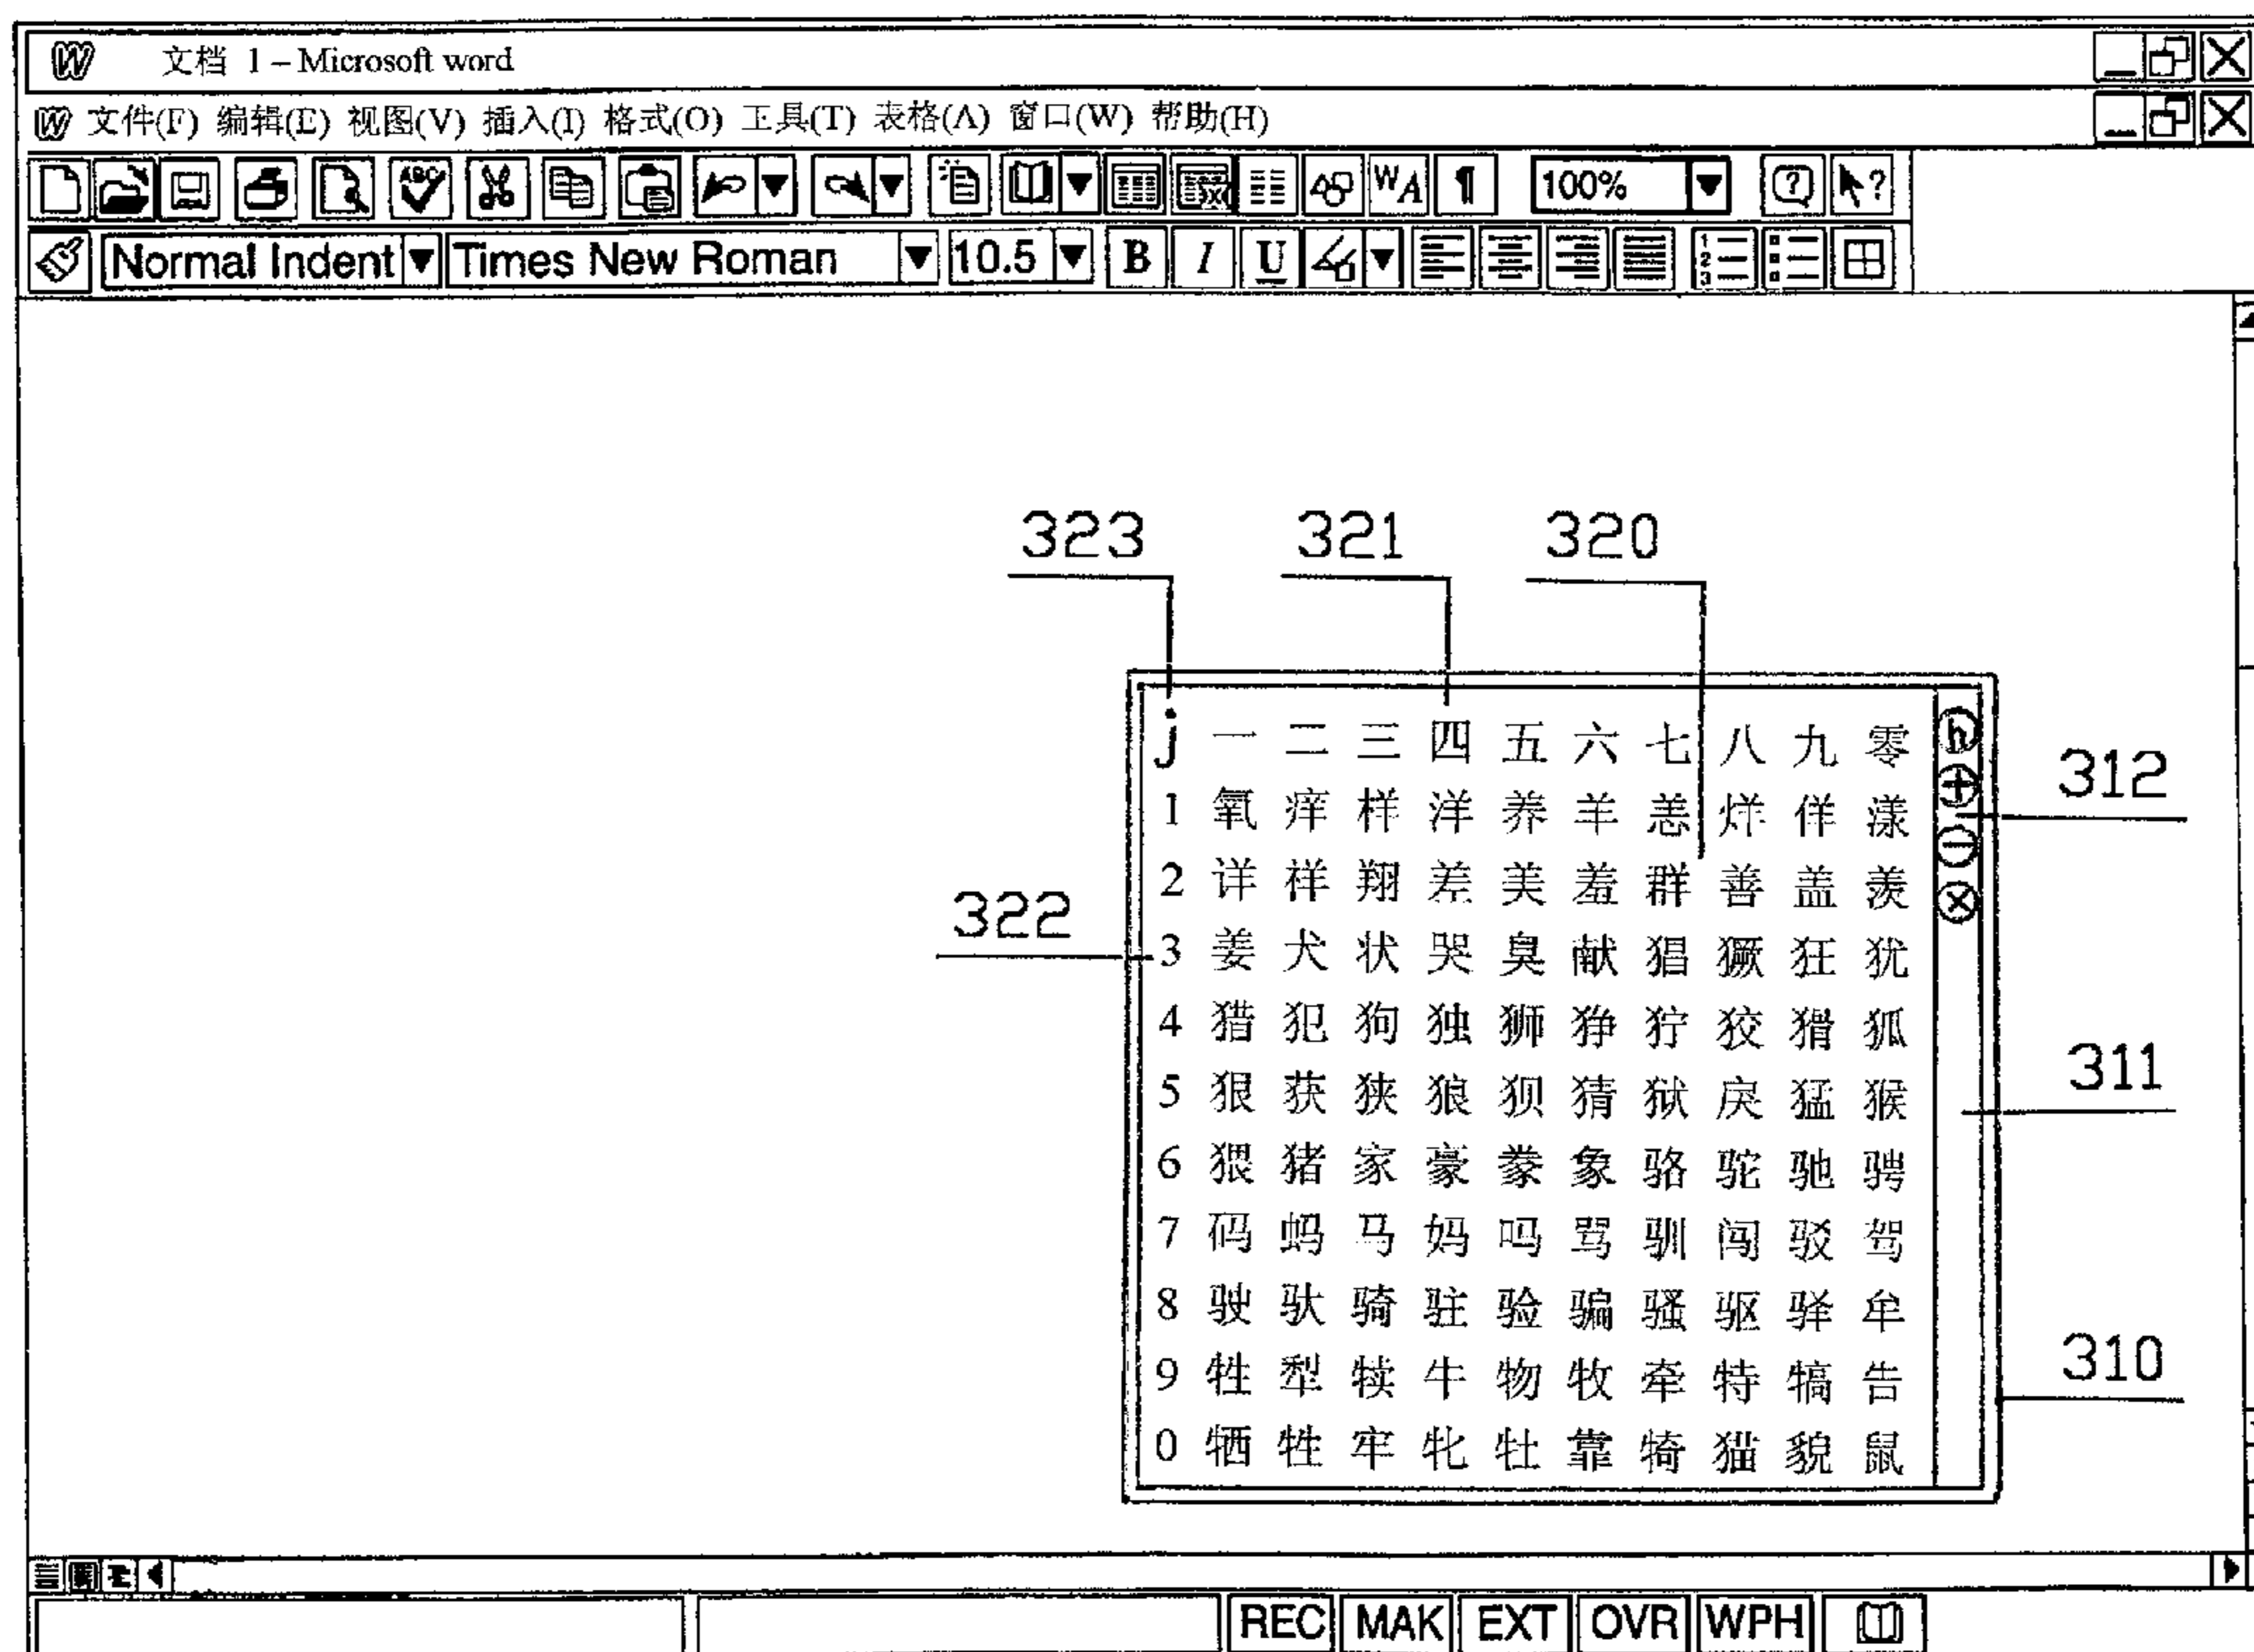 文档 1 – Microsoft word
文件(F) 编辑(E) 视图(V) 插入(I) 格式(O) 工具(T) 表格(A) 窗口(W) 帮助(H)
ABC W A ¶ 100% ? ?
Normal Indent Times New Roman 10.5 B I U
323 321 320
j 一 二 三 四 五 六 七 八 九 零 h
312
1 氧 痒 样 洋 养 羊 恙 烊 佯 漾
2 详 祥 翔 差 美 羞 群 善 盖 羡
322
3 姜 犬 状 哭 臭 献 猖 獗 狂 犹
4 猎 犯 狗 独 狮 狰 狞 狡 猾 狐
311
5 狠 获 狭 狼 狈 猜 狱 戾 猛 猴
6 猥 猪 家 豪 豢 象 骆 驼 驰 骋
7 码 蚂 马 妈 吗 骂 驯 闯 驳 驾
8 驶 驮 骑 驻 验 骗 骚 驱 驿 牟
310
9 牲 犁 犊 牛 物 牧 牵 特 犒 告
0 牺 牲 牢 牝 牡 靠 犄 猫 貌 鼠
REC MAK EXT OVR WPH